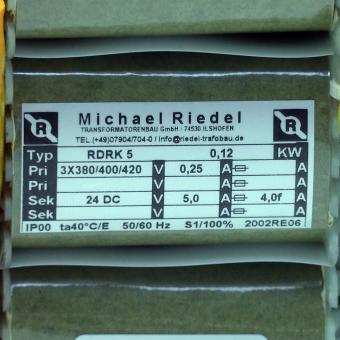 R Michael Riedel R
TRANSFORMATORENBAU GmbH / 74530 ILSHOFEN
TEL (+49)07904/704-0 / info@riedel-trafobau.de
Typ RDRK 5 0,12 KW
Pri 3X380/400/420 V 0,25 A
Pri V A A
Sek 24 DC V 5,0 A 4,0f
Sek V A A
IP00 ta40°C/E 50/60 Hz S1/100% 2002RE06